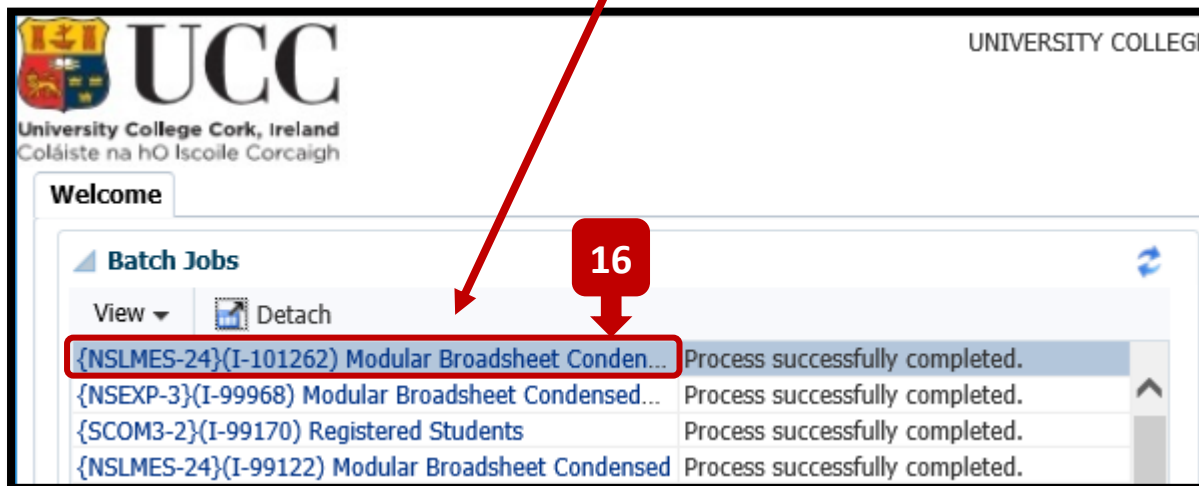 UCC
UNIVERSITY COLLEG
University College Cork, Ireland
Coláiste na hO lscoile Corcaigh
Welcome
Batch Jobs
16
View
Detach
{NSLMES-24}(I-101262) Modular Broadsheet Conden... Process successfully completed.
{NSEXP-3}(I-99968) Modular Broadsheet Condensed... Process successfully completed.
{SCOM3-2}(I-99170) Registered Students Process successfully completed.
{NSLMES-24}(I-99122) Modular Broadsheet Condensed Process successfully completed.